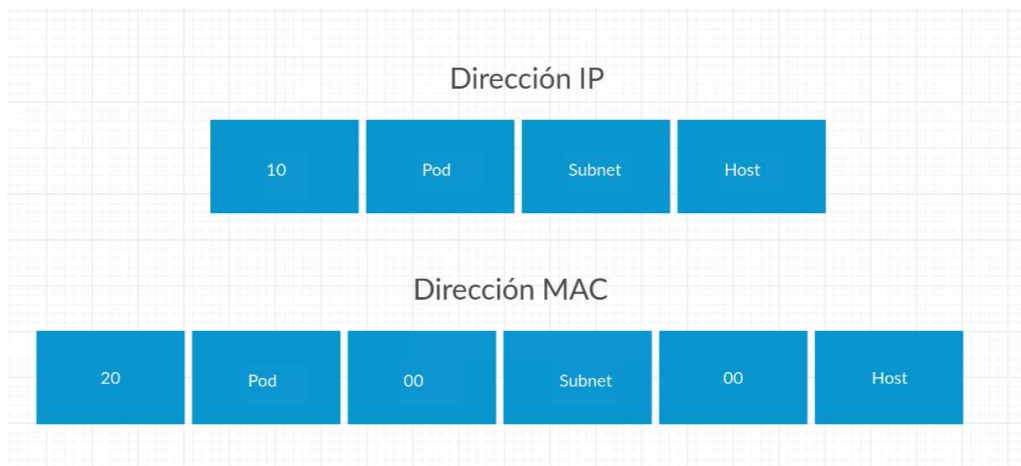 Dirección IP
10 Pod Subnet Host
Dirección MAC
20 Pod 00 Subnet 00 Host